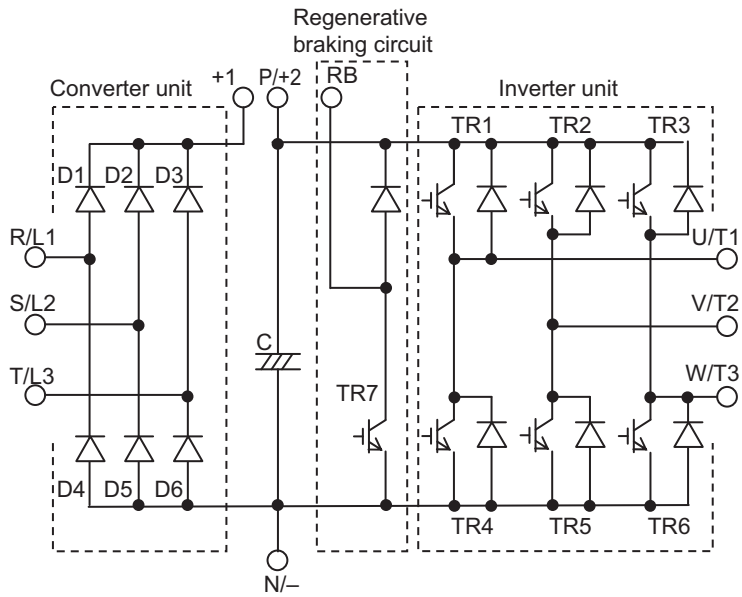 Regenerative
braking circuit
Converter unit
+1
P/+2
RB
Inverter unit
TR1
TR2
TR3
D1
D2
D3
R/L1
U/T1
S/L2
V/T2
C
T/L3
TR7
W/T3
D4
D5
D6
TR4
TR5
TR6
N/–